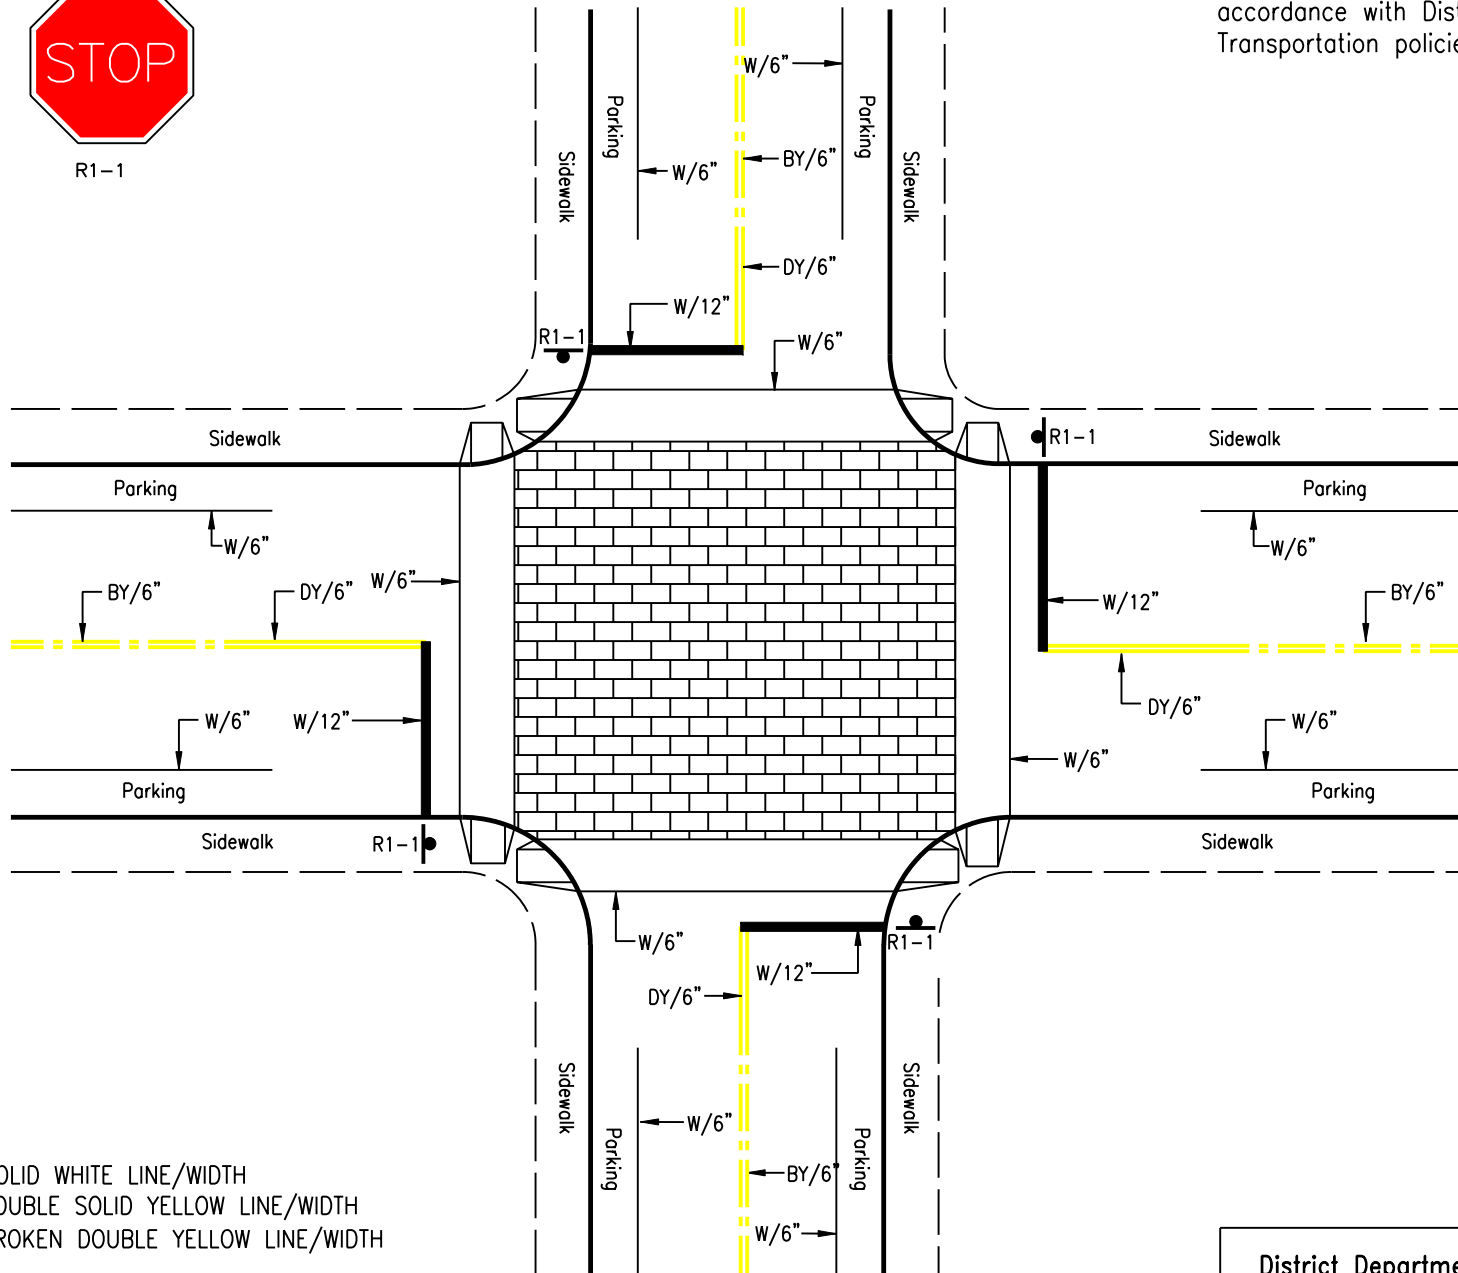 accordance with
Transportation
STOP
R1-1
W/6"
Parking
Parking
Sidewalk
Sidewalk
BY/6"
W/6"
DY/6"
W/12"
R1-1
W/6"
Sidewalk
R1-1
Sidewalk
Parking
Parking
W/6"
W/6"
W/6"
BY/6"
DY/6"
W/12"
BY/6"
W/6"
W/12"
DY/6"
W/6"
W/6"
Parking
Parking
Sidewalk
R1-1
Sidewalk
W/6"
R1-1
W/12"
DY/6"
Sidewalk
Sidewalk
W/6"
Parking
Parking
BY/6"
W/6"
OLID WHITE LINE/WIDTH
OUBLE SOLID YELLOW LINE/WIDTH
ROKEN DOUBLE YELLOW LINE/WIDTH
District